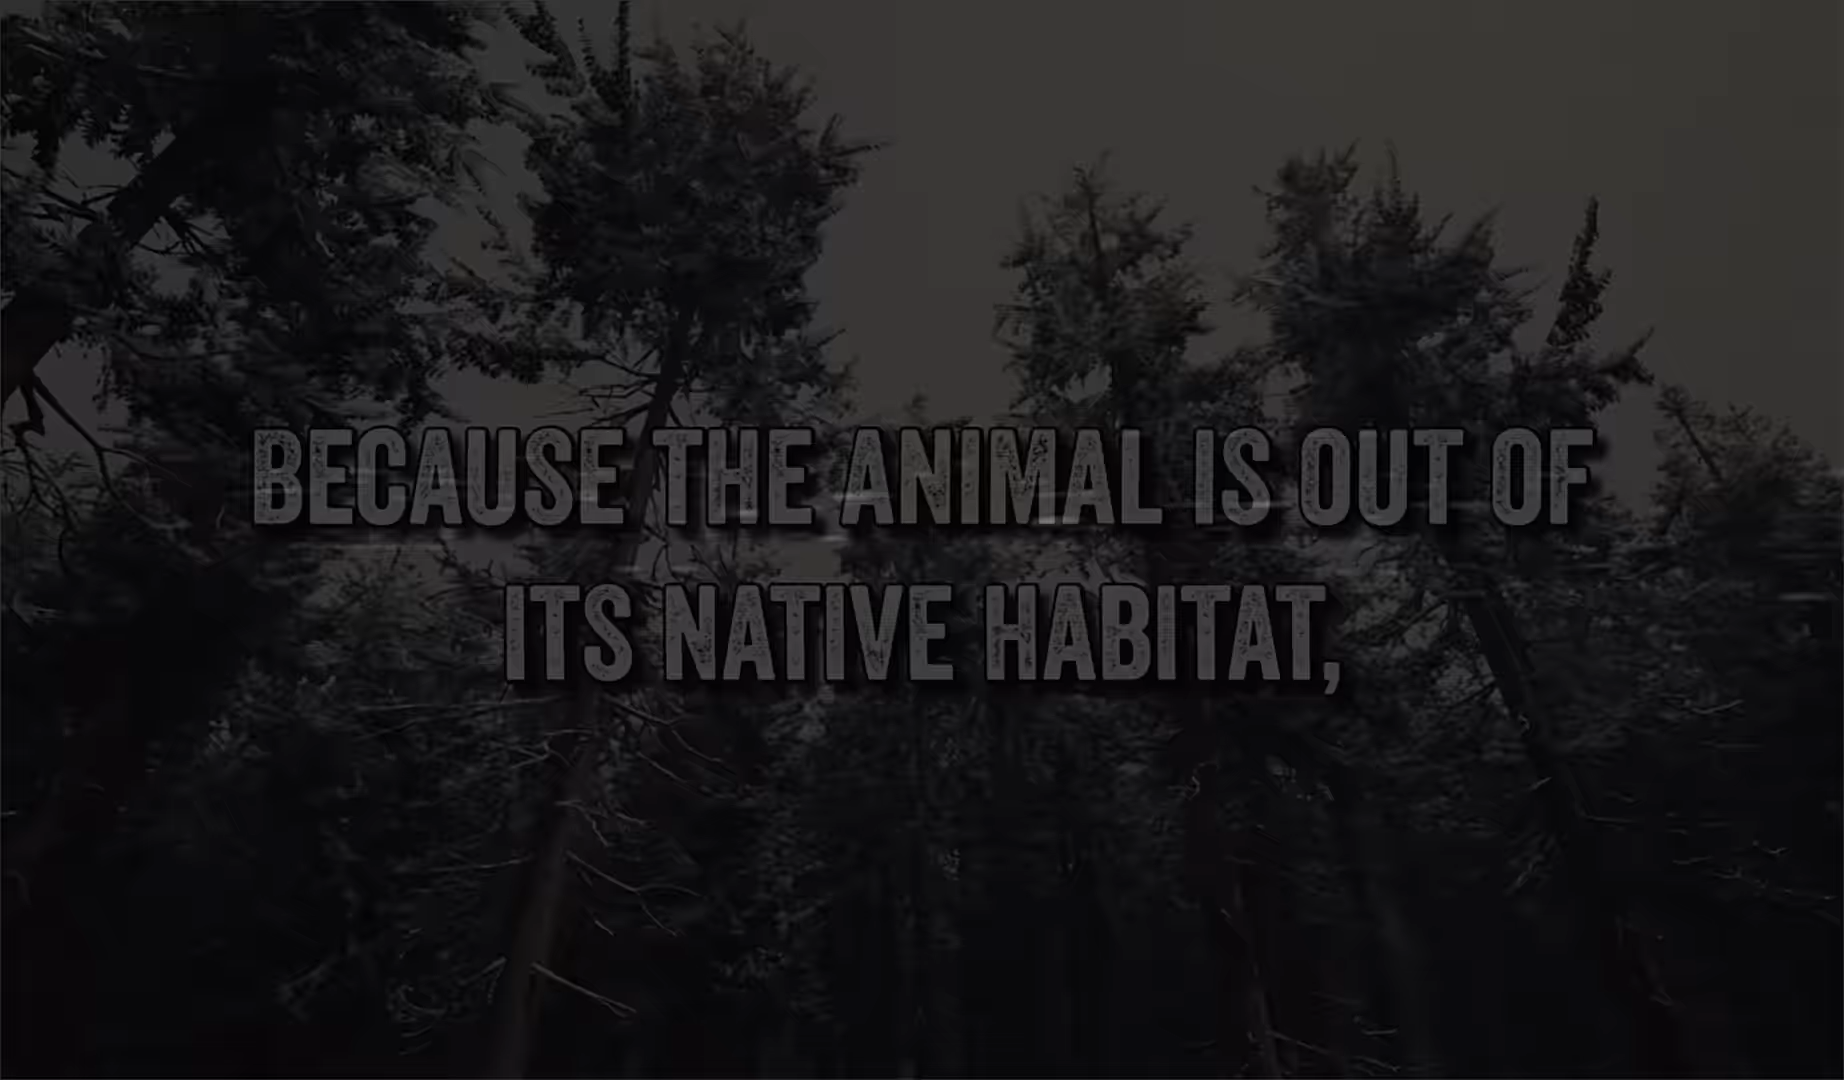 BECAUSE THE ANIMAL IS OUT OF
ITS NATIVE HABITAT,